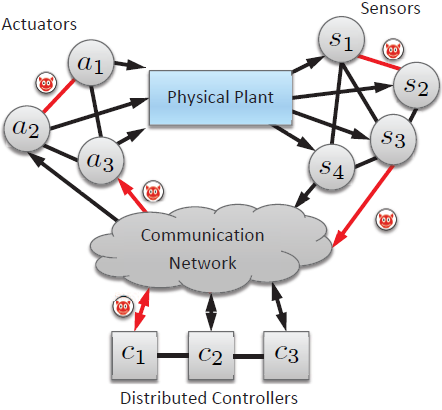 Sensors
Actuators
s1
a1
s2
Physical Plant
a2
s3
a3
s4
Communication
Network
c1
c2
c3
Distributed Controllers